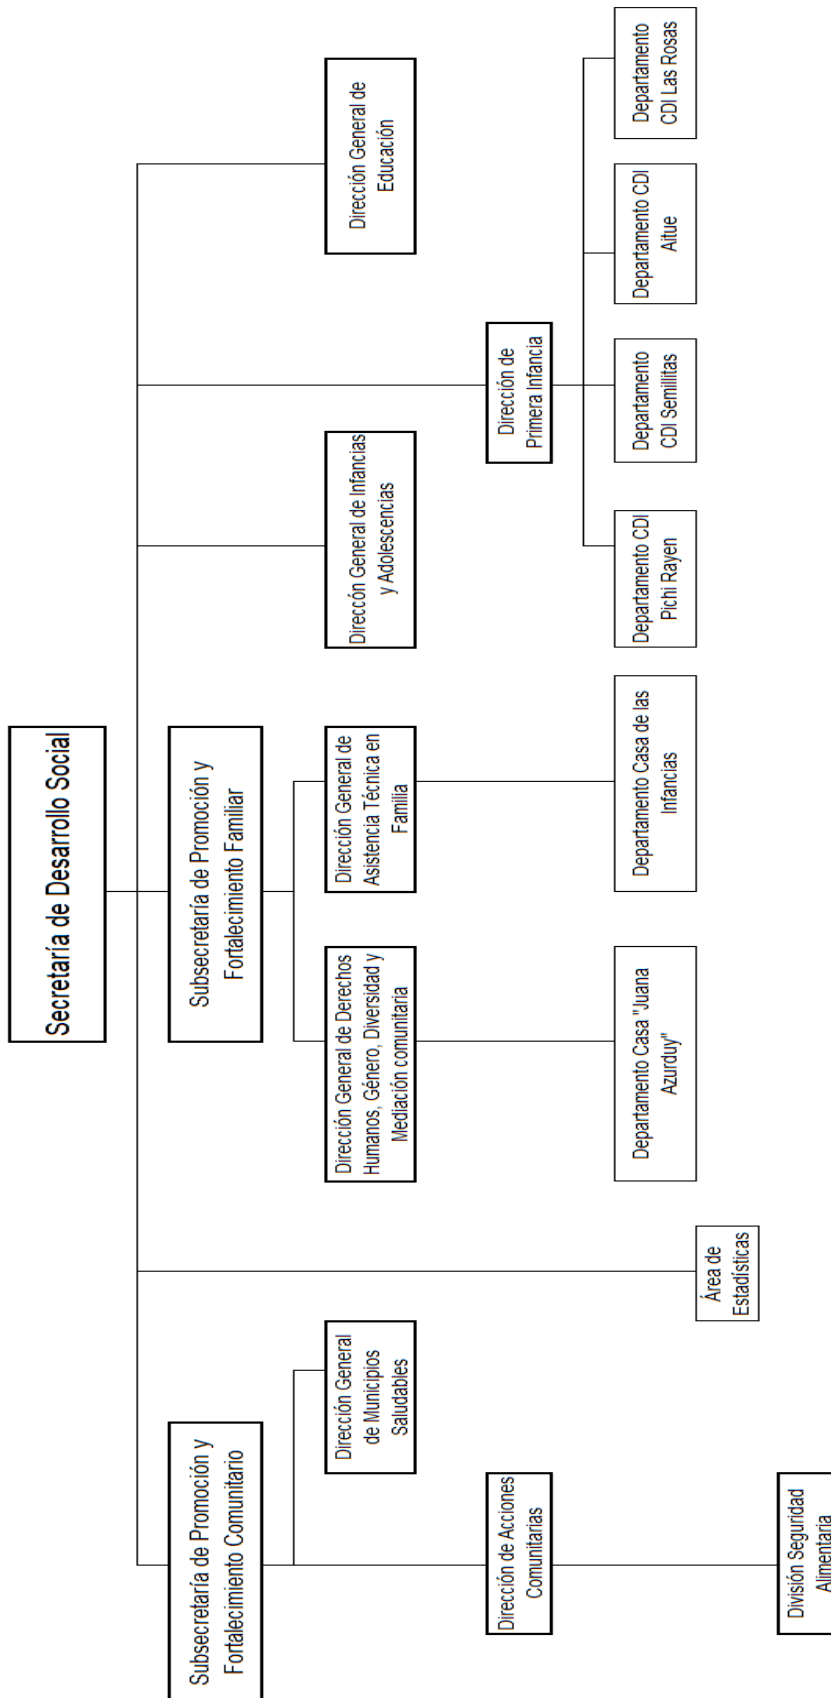 Secretaría de Desarrollo Social
Subsecretaría de Promoción y
Fortalecimiento Comunitario
Subsecretaría de Promoción y
Fortalecimiento Familiar
Dirección General
de Municipios
Saludables
Dirección General de Derechos
Humanos, Género, Diversidad y
Mediación comunitaria
Dirección General de
Asistencia Técnica en
Familia
Direccón General de Infancias
y Adolescencias
Dirección General de
Educación
Dirección de Acciones
Comunitarias
Dirección de
Primera Infancia
Departamento Casa "Juana
Azurduy"
Departamento Casa de las
Infancias
Departamento CDI
Pichi Rayen
Departamento
CDI Semillitas
Departamento CDI
Aitue
Departamento
CDI Las Rosas
Área de
Estadísticas
División Seguridad
Alimentaria